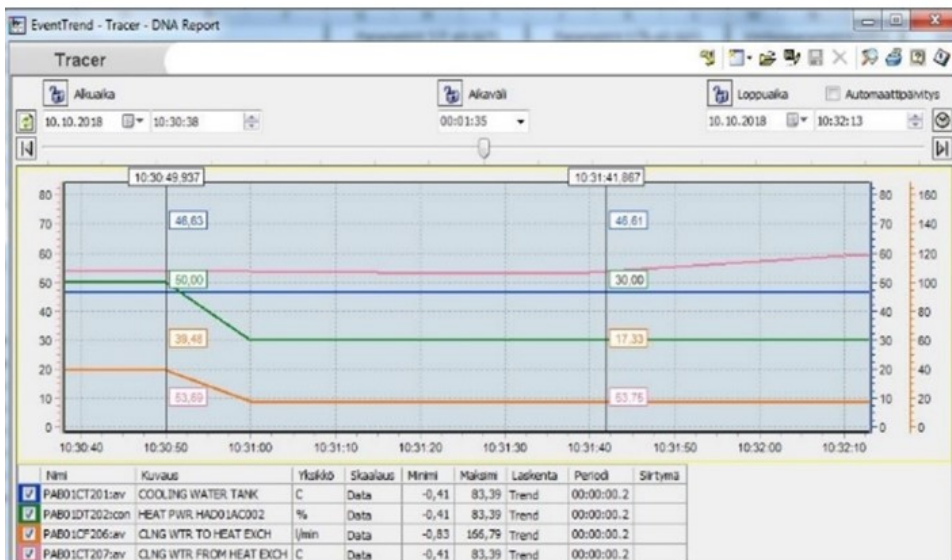 EventTrend - Tracer - DNA Report
Tracer
Alkuaika
Aikaväli
Loppuaika
Automaattipäivitys
10.10.2018
10:30:38
00:01:35
10.10.2018
10:32:13
10:30:49,937
10:31:41,867
80 80 160
70 70 140
60 60 120
50 50 100
40 40 80
30 30 60
20 20 40
10 10 20
0 0 0
46,63 46,61
50,00 30,00
39,48 17,33
53,69 53,75
10:30:40 10:30:50 10:31:00 10:31:10 10:31:20 10:31:30 10:31:40 10:31:50 10:32:00 10:32:10
Nimi Kuvaus Yksikkö Skaalaus Minimi Maksimi Laskenta Periodi Siirtymä
PAB01CT201:av COOLING WATER TANK C Data -0,41 83,39 Trend 00:00:00.2
PAB01DT202:con HEAT PWR HAD01AC002 % Data -0,41 83,39 Trend 00:00:00.2
PAB01CF206:av CLNG WTR TO HEAT EXCH l/min Data -0,83 166,79 Trend 00:00:00.2
PAB01CT207:av CLNG WTR FROM HEAT EXCH C Data -0,41 83,39 Trend 00:00:00.2